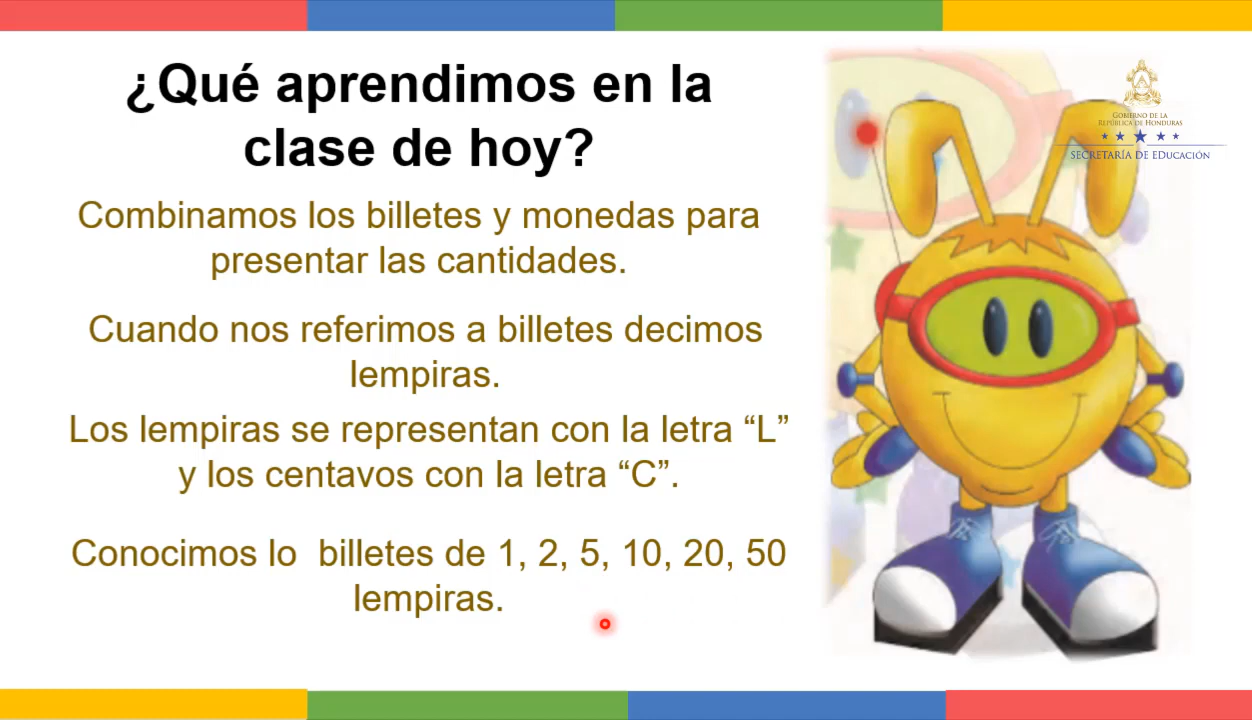 ¿Qué aprendimos en la
clase de hoy?
Combinamos los billetes y monedas para
presentar las cantidades.
Cuando nos referimos a billetes decimos
lempiras.
Los lempiras se representan con la letra “L”
y los centavos con la letra “C”.
Conocimos lo  billetes de 1, 2, 5, 10, 20, 50
lempiras.
GOBIERNO DE LA
REPÚBLICA DE HONDURAS
SECRETARÍA DE EDUCACIÓN